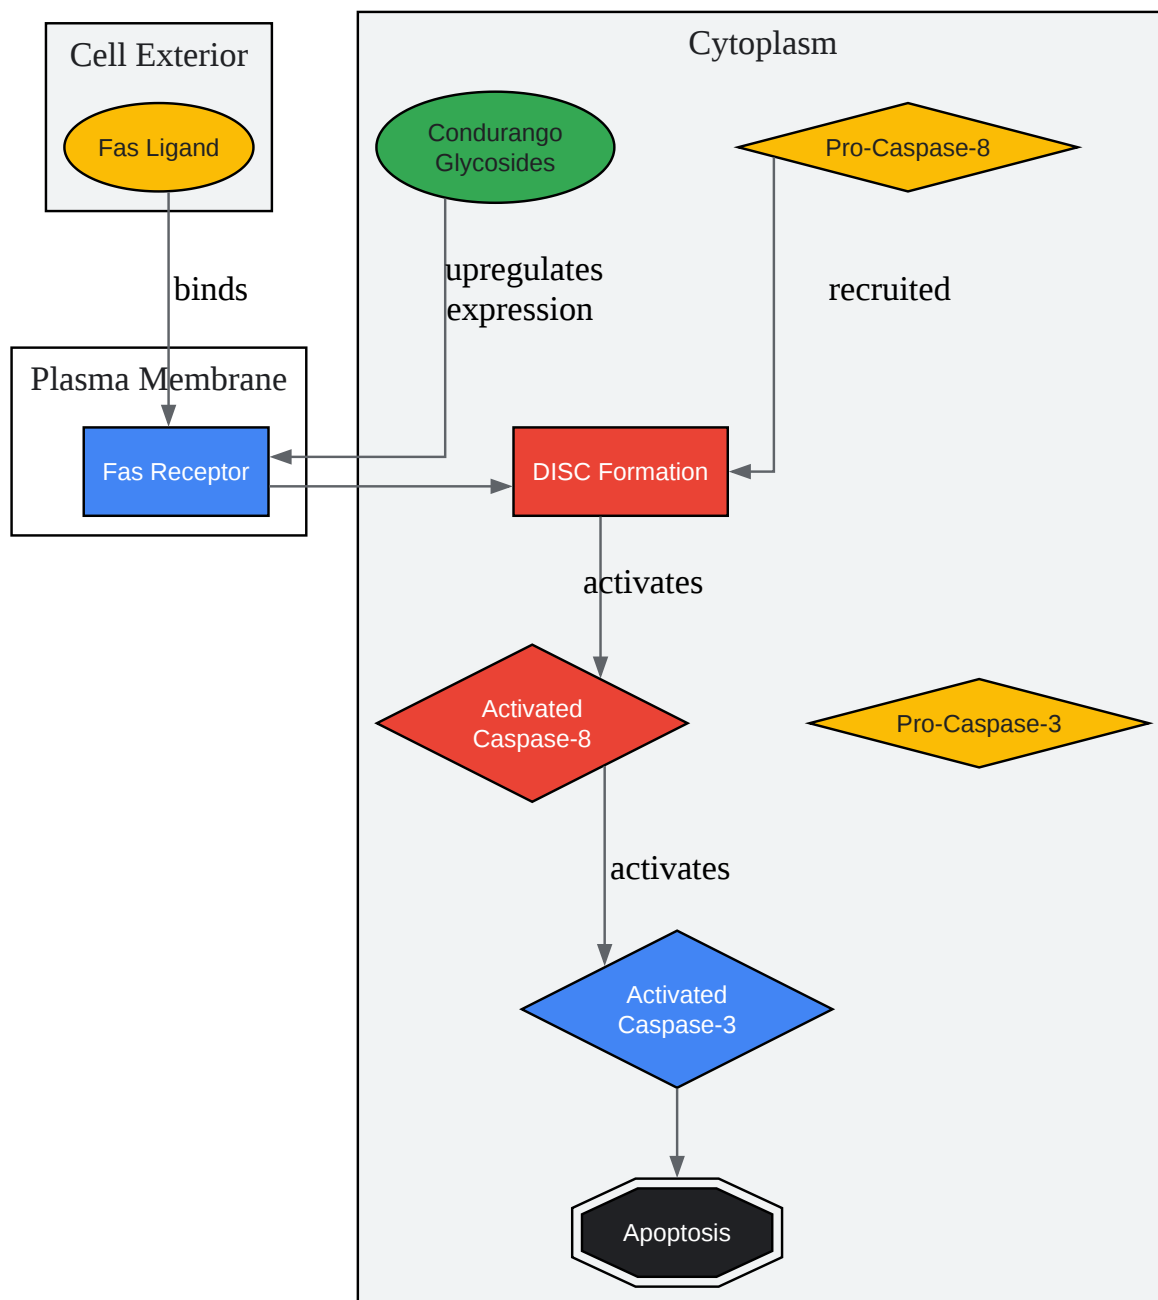 Cell Exterior
Cytoplasm
Fas Ligand
Condurango
Glycosides
Pro-Caspase-8
binds
upregulates
expression
recruited
Plasma Membrane
Fas Receptor
DISC Formation
activates
Activated
Caspase-8
Pro-Caspase-3
activates
Activated
Caspase-3
Apoptosis